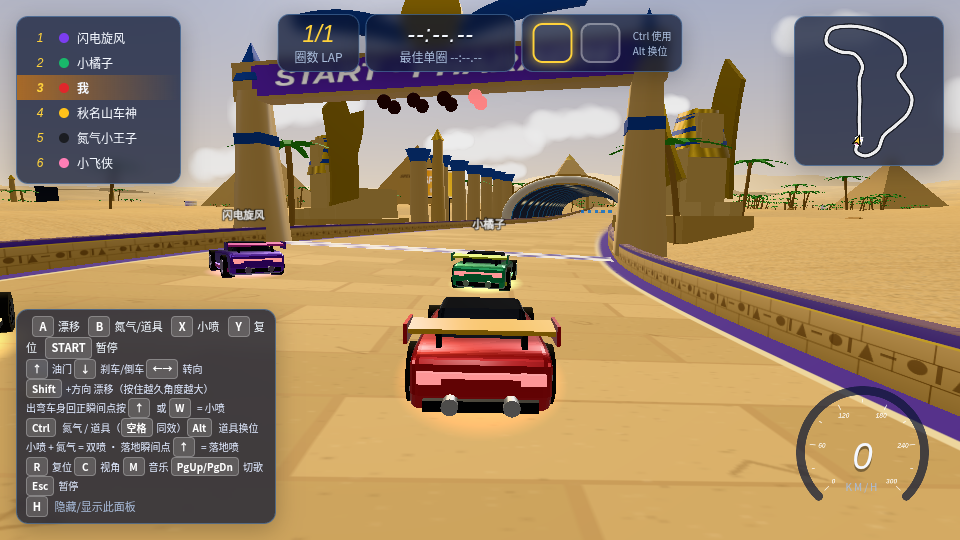 1 闪电旋风
2 小橘子
3 我
4 秋名山车神
5 氮气小王子
6 小飞侠
1/1
圈数 LAP
--:--.--
最佳单圈 --:--.--
Ctrl 使用
Alt 换位
START
闪电旋风
小橘子
A 漂移 B 氮气/道具 X 小喷 Y 复
位 START 暂停
↑ 油门 ↓ 刹车/倒车 ←→ 转向
Shift +方向 漂移（按住越久角度越大）
出弯车身回正瞬间点按 ↑ 或 W = 小喷
Ctrl 氮气 / 道具（空格 同效） Alt 道具换位
小喷 + 氮气 = 双喷 · 落地瞬间点 ↑ = 落地喷
R 复位 C 视角 M 音乐 PgUp/PgDn 切歌
Esc 暂停
H 隐藏/显示此面板
0 60 120 180 240 300
0
KM/H